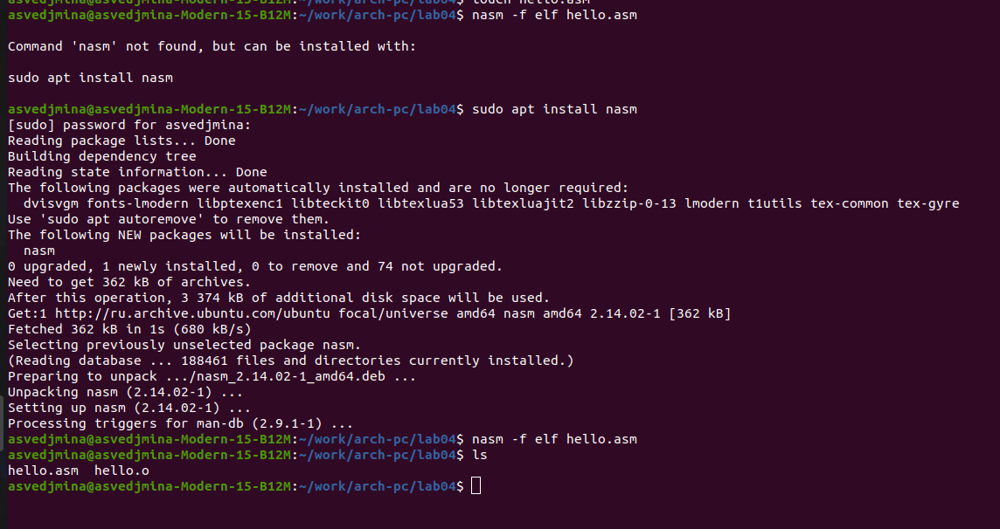 asvedjmina@asvedjmina-Modern-15-B12M:~/work/arch-pc/lab04$ touch hello.asm
asvedjmina@asvedjmina-Modern-15-B12M:~/work/arch-pc/lab04$ nasm -f elf hello.asm
Command 'nasm' not found, but can be installed with:
sudo apt install nasm
asvedjmina@asvedjmina-Modern-15-B12M:~/work/arch-pc/lab04$ sudo apt install nasm
[sudo] password for asvedjmina:
Reading package lists... Done
Building dependency tree
Reading state information... Done
The following packages were automatically installed and are no longer required:
  dvisvgm fonts-lmodern libptexenc1 libteckit0 libtexlua53 libtexluajit2 libzzip-0-13 lmodern t1utils tex-common tex-gyre
Use 'sudo apt autoremove' to remove them.
The following NEW packages will be installed:
  nasm
0 upgraded, 1 newly installed, 0 to remove and 74 not upgraded.
Need to get 362 kB of archives.
After this operation, 3 374 kB of additional disk space will be used.
Get:1 http://ru.archive.ubuntu.com/ubuntu focal/universe amd64 nasm amd64 2.14.02-1 [362 kB]
Fetched 362 kB in 1s (680 kB/s)
Selecting previously unselected package nasm.
(Reading database ... 188461 files and directories currently installed.)
Preparing to unpack .../nasm_2.14.02-1_amd64.deb ...
Unpacking nasm (2.14.02-1) ...
Setting up nasm (2.14.02-1) ...
Processing triggers for man-db (2.9.1-1) ...
asvedjmina@asvedjmina-Modern-15-B12M:~/work/arch-pc/lab04$ nasm -f elf hello.asm
asvedjmina@asvedjmina-Modern-15-B12M:~/work/arch-pc/lab04$ ls
hello.asm  hello.o
asvedjmina@asvedjmina-Modern-15-B12M:~/work/arch-pc/lab04$